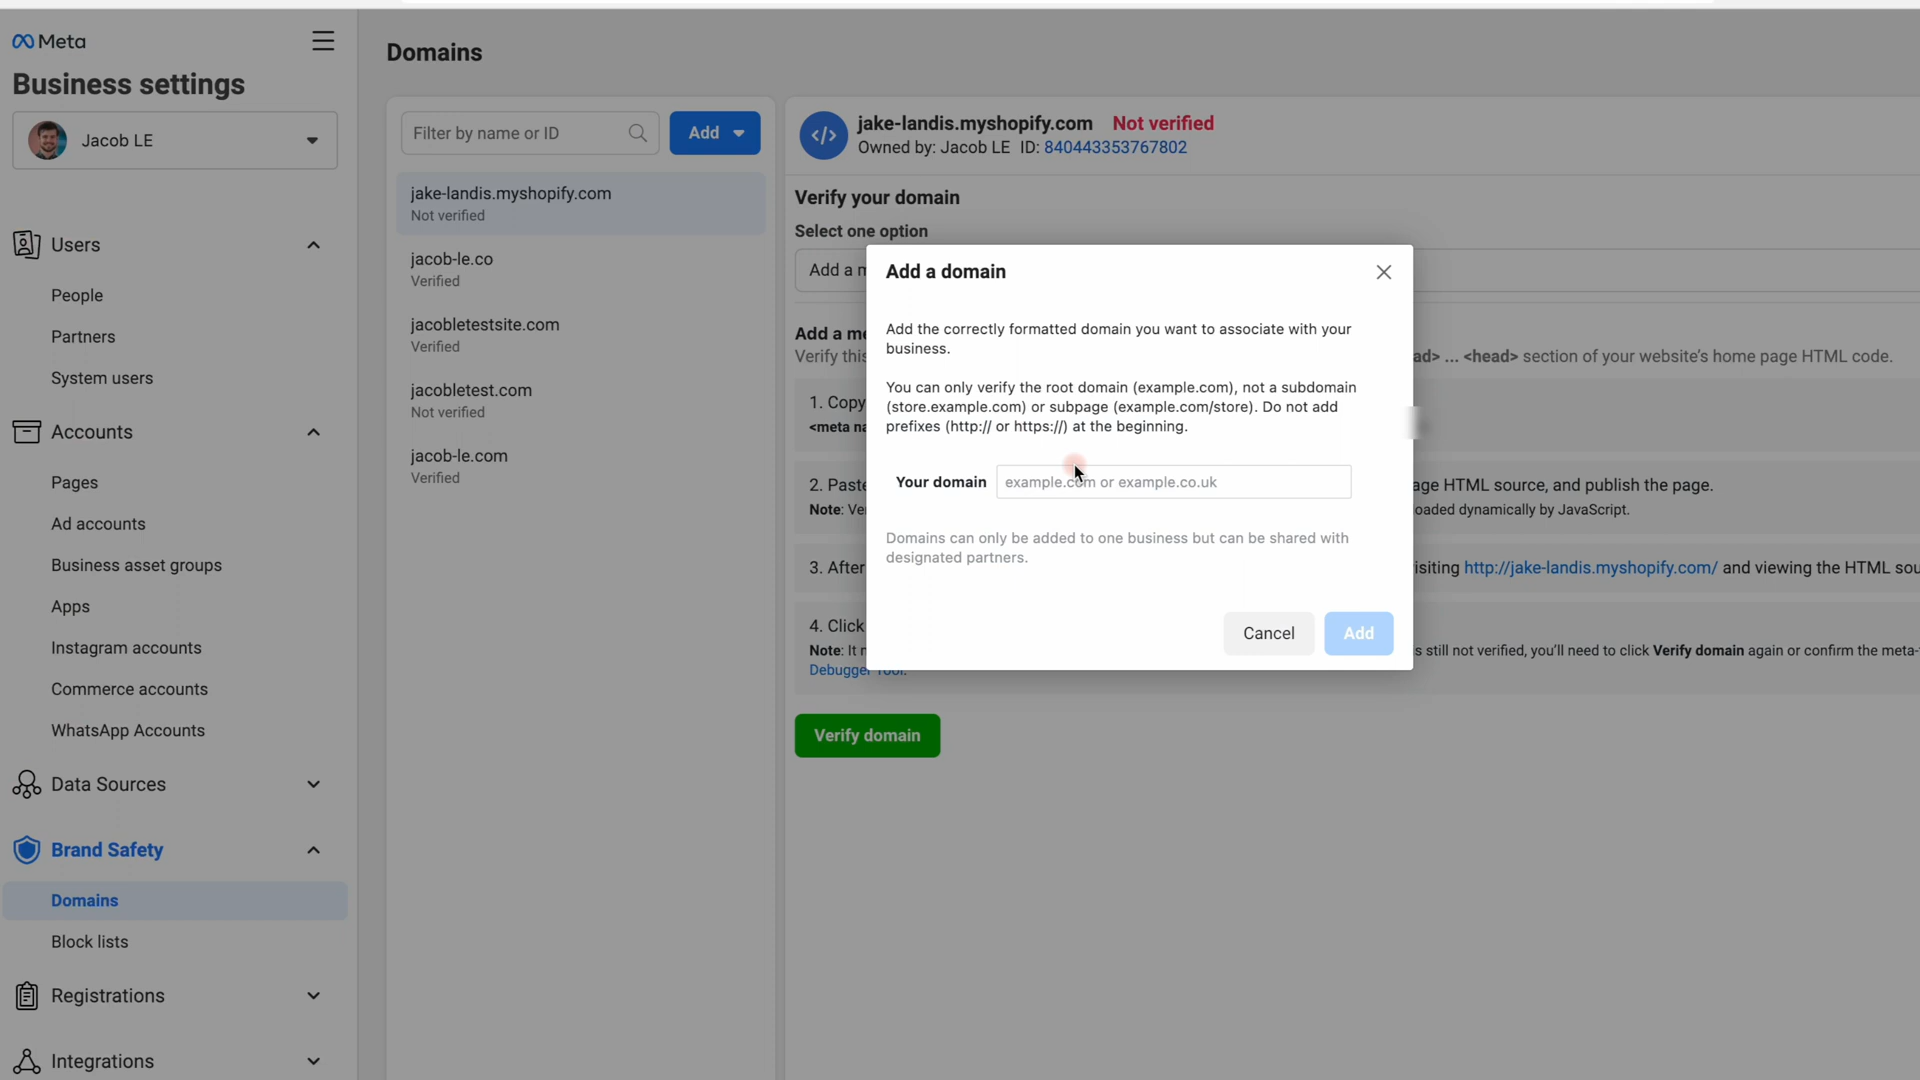 Meta
Business settings
Jacob LE
Users
People
Partners
System users
Accounts
Pages
Ad accounts
Business asset groups
Apps
Instagram accounts
Commerce accounts
WhatsApp Accounts
Data Sources
Brand Safety
Domains
Block lists
Registrations
Integrations
Domains
Filter by name or ID
Add
jake-landis.myshopify.com
Not verified
jacob-le.co
Verified
jacobletestsite.com
Verified
jacobletest.com
Not verified
jacob-le.com
Verified
jake-landis.myshopify.com Not verified
Owned by: Jacob LE ID: 840443353767802
Verify your domain
Select one option
Add a m
Add a me
Verify this ad> ... <head> section of your website's home page HTML code.
1. Copy
<meta na
2. Paste age HTML source, and publish the page.
Note: Ve oaded dynamically by JavaScript.
3. After isiting http://jake-landis.myshopify.com/ and viewing the HTML sou
4. Click
Note: It s still not verified, you'll need to click Verify domain again or confirm the meta-
Debugger Tool.
Verify domain
Add a domain
Add the correctly formatted domain you want to associate with your
business.
You can only verify the root domain (example.com), not a subdomain
(store.example.com) or subpage (example.com/store). Do not add
prefixes (http:// or https://) at the beginning.
Your domain example.com or example.co.uk
Domains can only be added to one business but can be shared with
designated partners.
Cancel Add